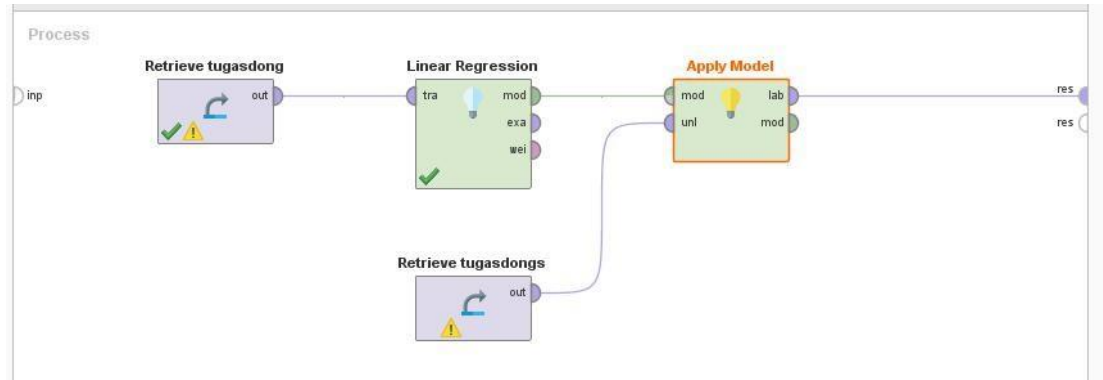 Process
Retrieve tugasdong
Linear Regression
Apply Model
inp
out
tra
mod
mod
lab
res
exa
unl
mod
res
wei
Retrieve tugasdongs
out